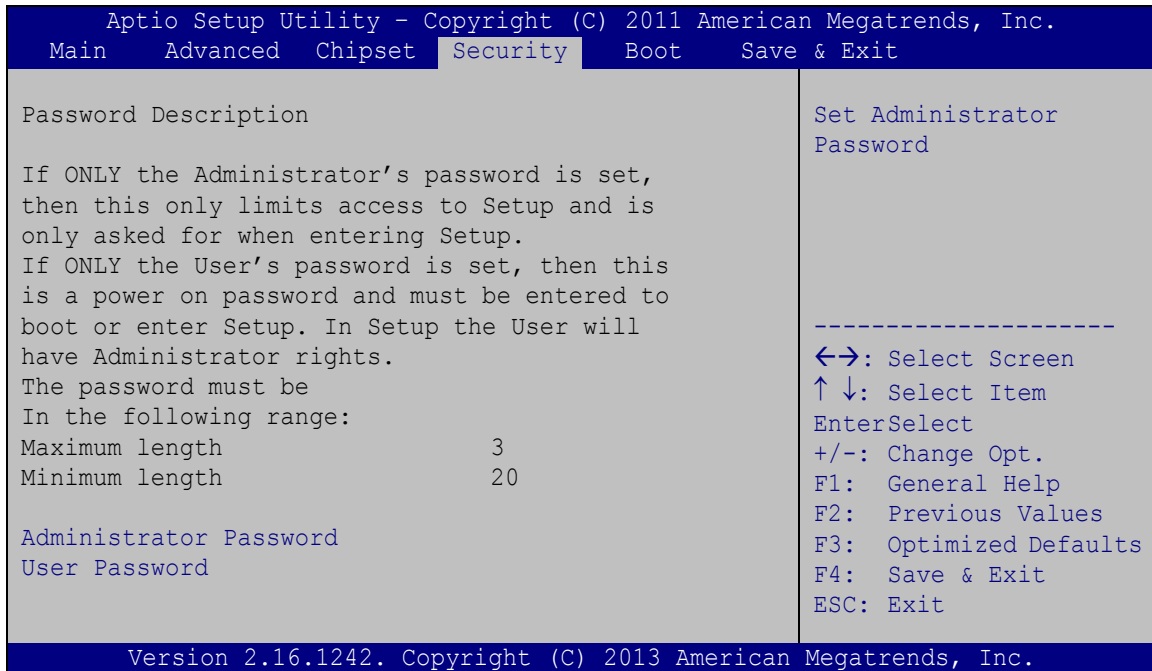 Aptio Setup Utility – Copyright (C) 2011 American Megatrends, Inc.
Main Advanced Chipset Security Boot Save & Exit
Password Description
If ONLY the Administrator’s password is set,
then this only limits access to Setup and is
only asked for when entering Setup.
If ONLY the User’s password is set, then this
is a power on password and must be entered to
boot or enter Setup. In Setup the User will
have Administrator rights.
The password must be
In the following range:
Maximum length 3
Minimum length 20
Administrator Password
User Password
Set Administrator
Password
---------------------
←→: Select Screen
↑ ↓: Select Item
EnterSelect
+/-: Change Opt.
F1: General Help
F2: Previous Values
F3: Optimized Defaults
F4: Save & Exit
ESC: Exit
Version 2.16.1242. Copyright (C) 2013 American Megatrends, Inc.